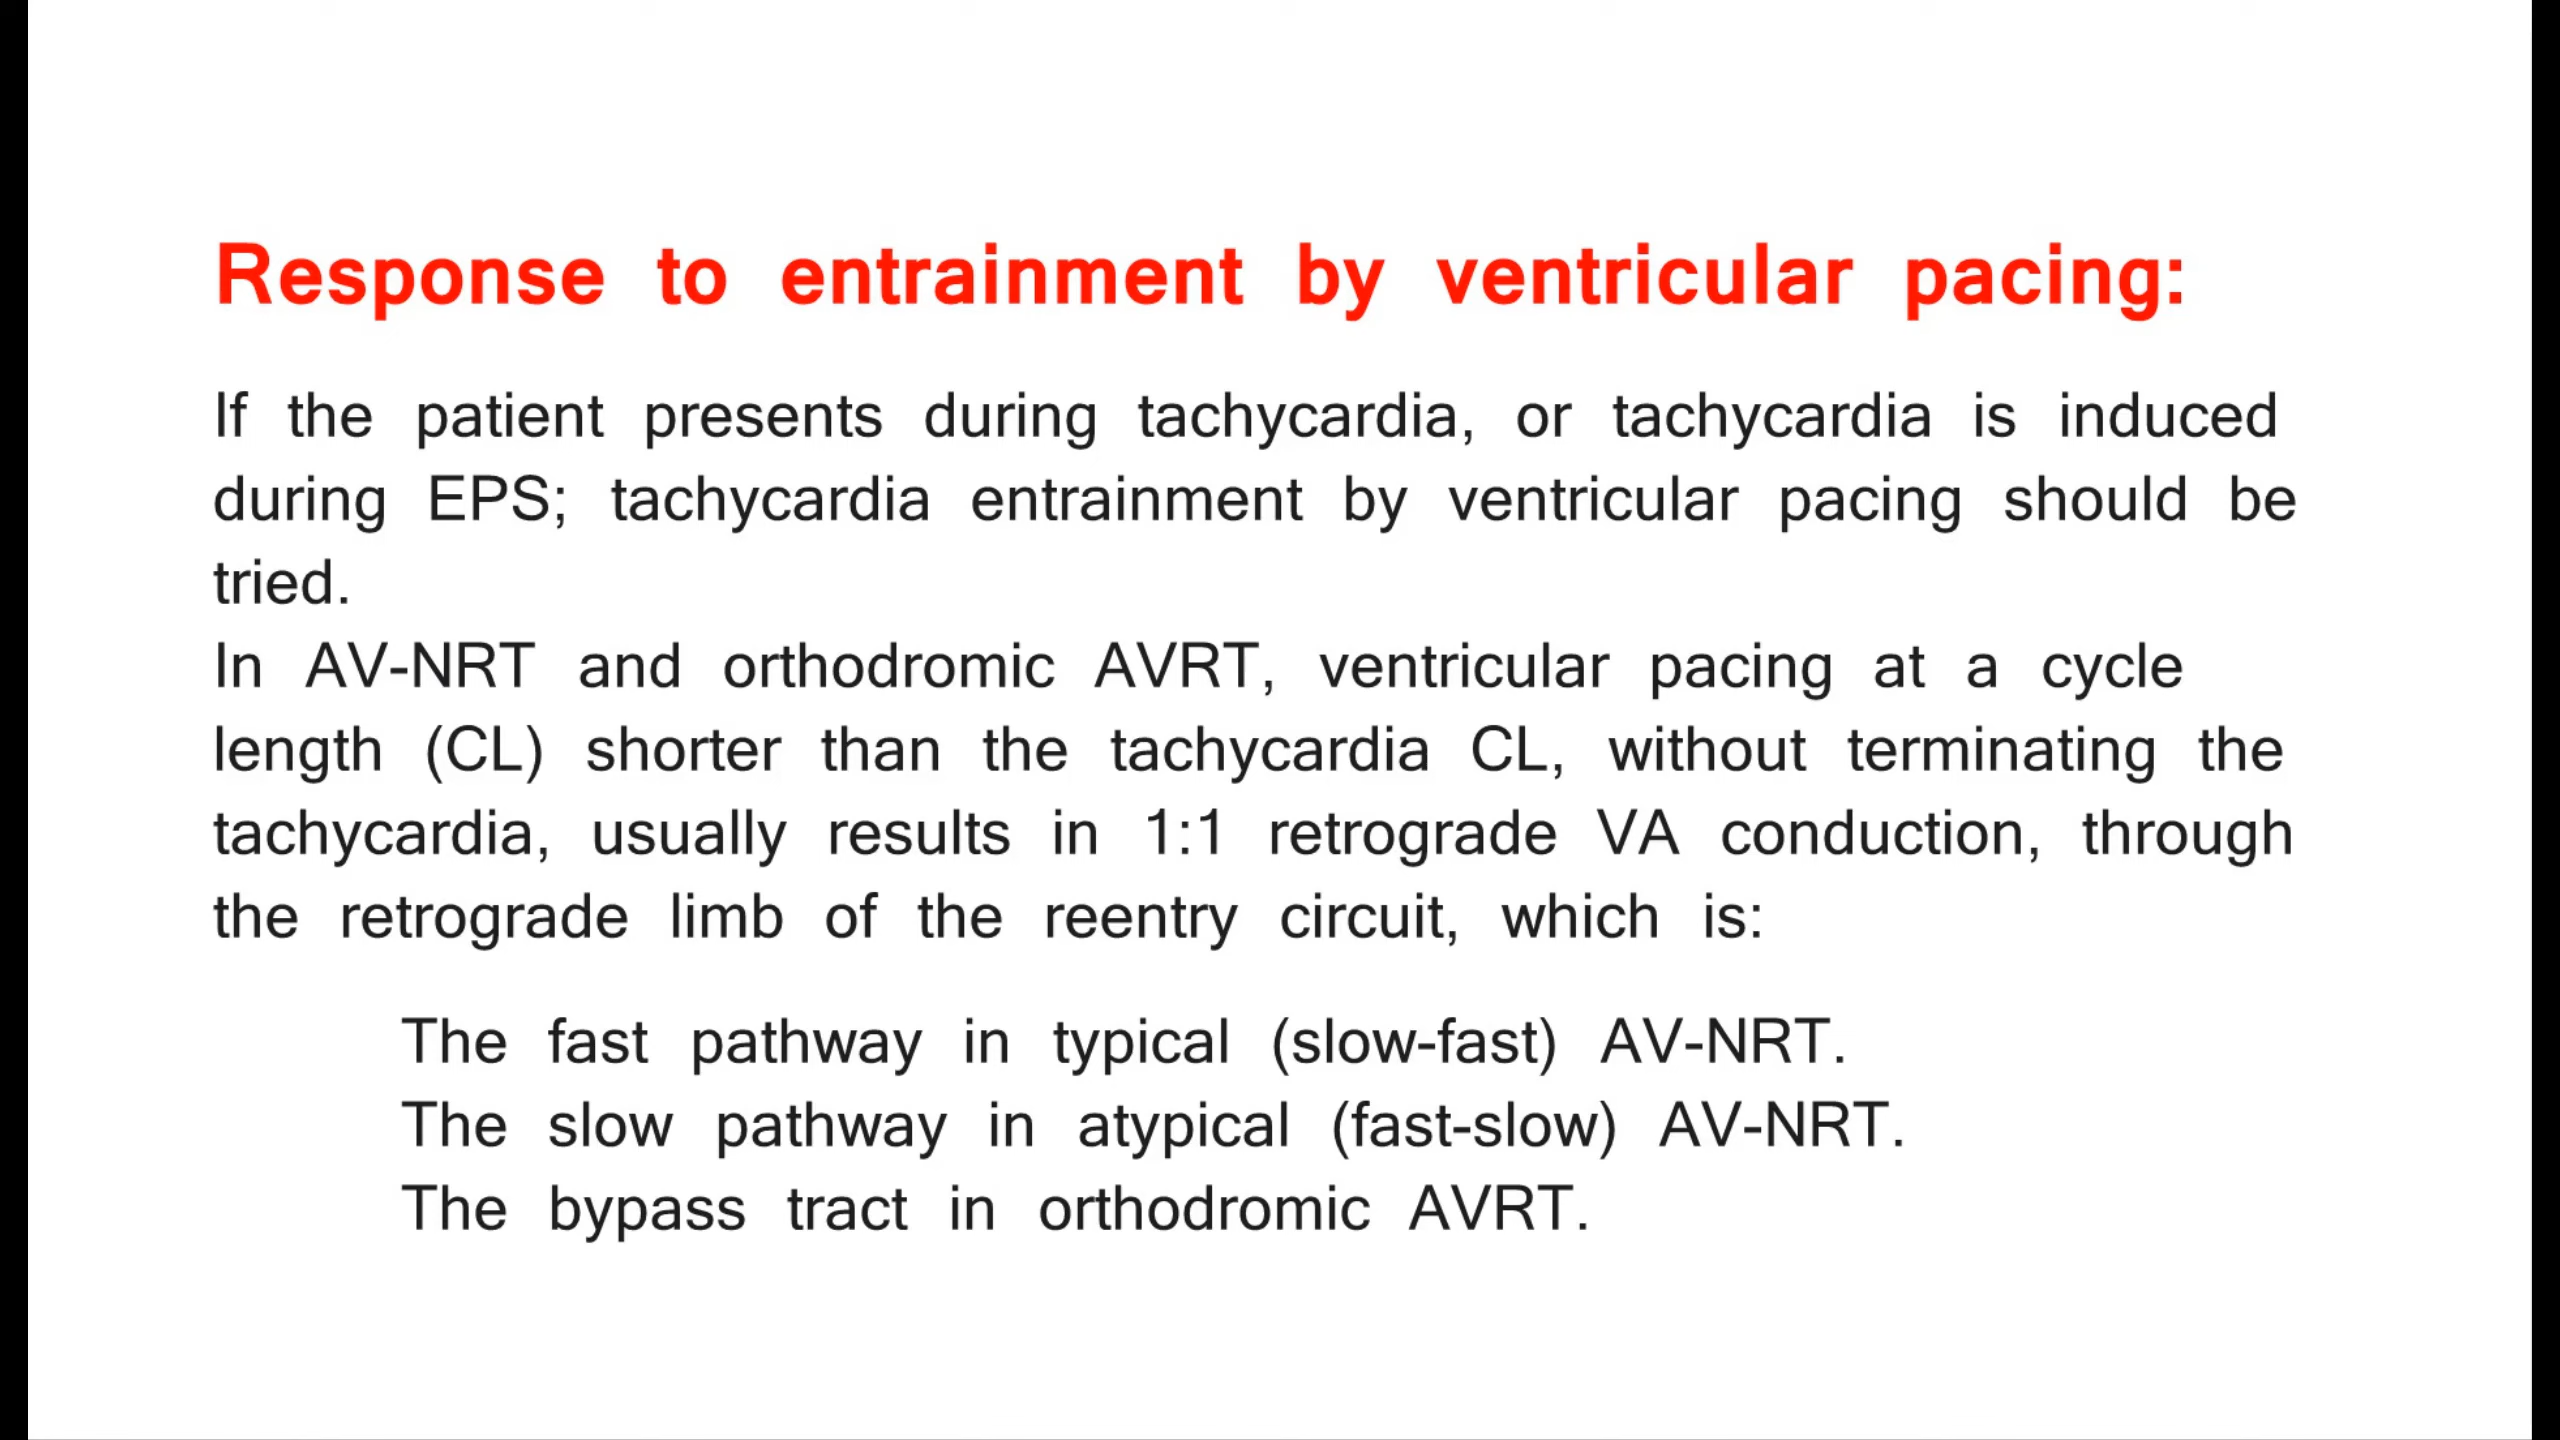 Response to entrainment by ventricular pacing:
If the patient presents during tachycardia, or tachycardia is induced
during EPS; tachycardia entrainment by ventricular pacing should be
tried.
In AV-NRT and orthodromic AVRT, ventricular pacing at a cycle
length (CL) shorter than the tachycardia CL, without terminating the
tachycardia, usually results in 1:1 retrograde VA conduction, through
the retrograde limb of the reentry circuit, which is:
The fast pathway in typical (slow-fast) AV-NRT.
The slow pathway in atypical (fast-slow) AV-NRT.
The bypass tract in orthodromic AVRT.